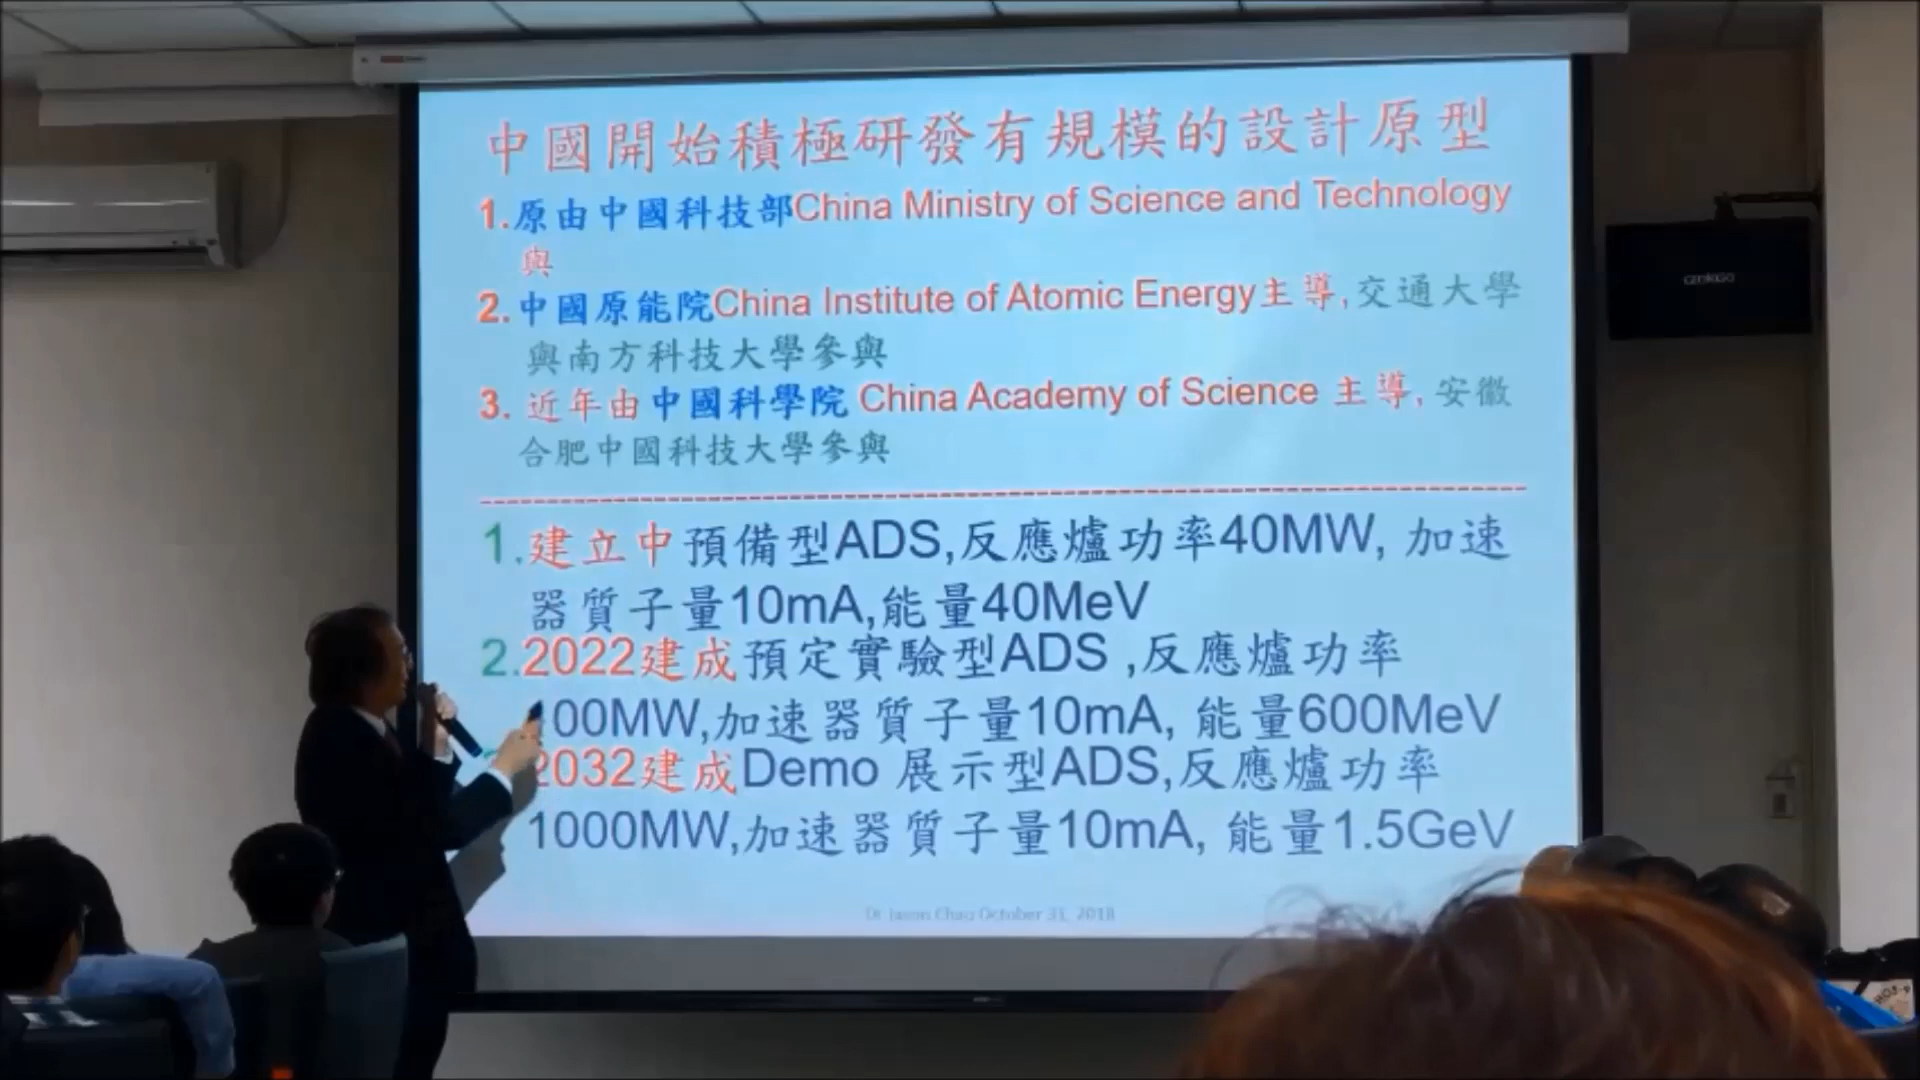 中國開始積極研發有規模的設計原型
1.原由中國科技部China Ministry of Science and Technology
與
2.中國原能院China Institute of Atomic Energy主導,交通大學
與南方科技大學參與
3. 近年由中國科學院 China Academy of Science 主導, 安徽
合肥中國科技大學參與
1.建立中預備型ADS,反應爐功率40MW, 加速
器質子量10mA,能量40MeV
2.2022建成預定實驗型ADS ,反應爐功率
00MW,加速器質子量10mA, 能量600MeV
2032建成Demo 展示型ADS,反應爐功率
1000MW,加速器質子量10mA, 能量1.5GeV
Dr Jason Chao October 31, 2018